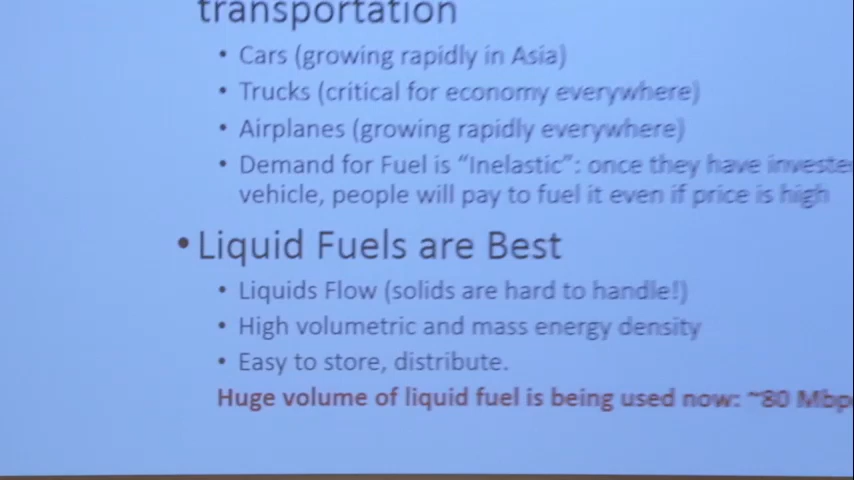 transportation
• Cars (growing rapidly in Asia)
• Trucks (critical for economy everywhere)
• Airplanes (growing rapidly everywhere)
• Demand for Fuel is “Inelastic”: once they have investe
vehicle, people will pay to fuel it even if price is high
• Liquid Fuels are Best
• Liquids Flow (solids are hard to handle!)
• High volumetric and mass energy density
• Easy to store, distribute.
Huge volume of liquid fuel is being used now: ~80 Mbp